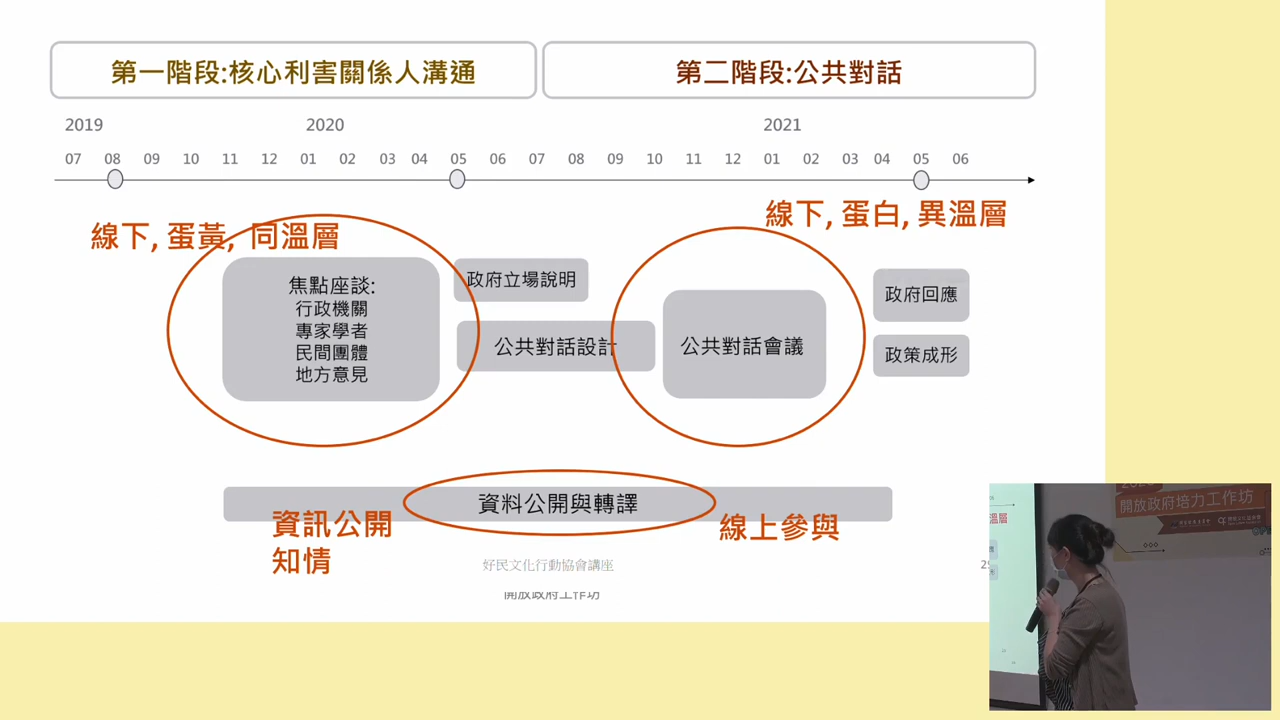 第一階段:核心利害關係人溝通
第二階段:公共對話
2019 2020 2021
07 08 09 10 11 12 01 02 03 04 05 06 07 08 09 10 11 12 01 02 03 04 05 06
線下, 蛋黃, 同溫層
線下, 蛋白, 異溫層
焦點座談:
行政機關
專家學者
民間團體
地方意見
政府立場說明
公共對話設計
公共對話會議
政府回應
政策成形
資料公開與轉譯
資訊公開
知情
線上參與
好民文化行動協會講座
開放政府工作坊
開放政府培力工作坊
溫層